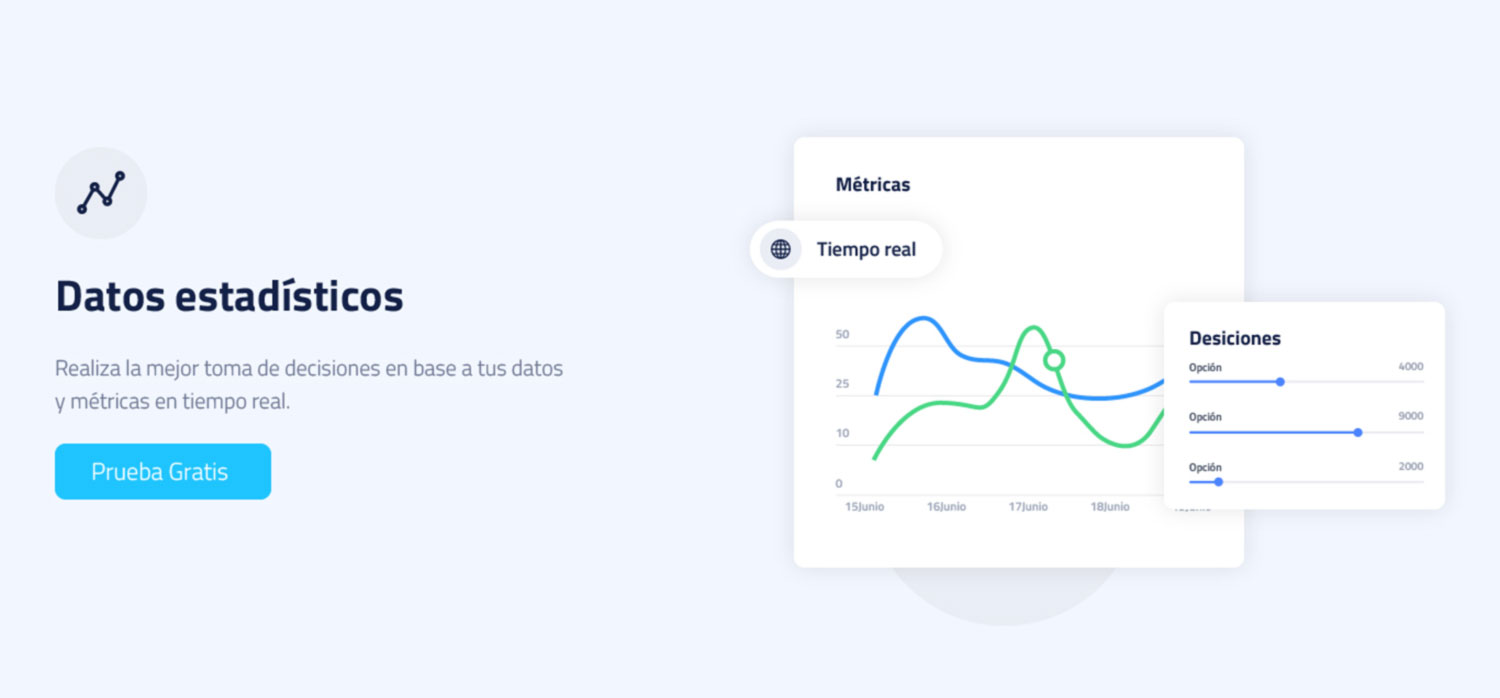 Datos estadísticos
Realiza la mejor toma de decisiones en base a tus datos
y métricas en tiempo real.
Prueba Gratis
Métricas
Tiempo real
50
25
10
0
15Junio
16Junio
17Junio
18Junio
Desiciones
Opción
4000
Opción
9000
Opción
2000